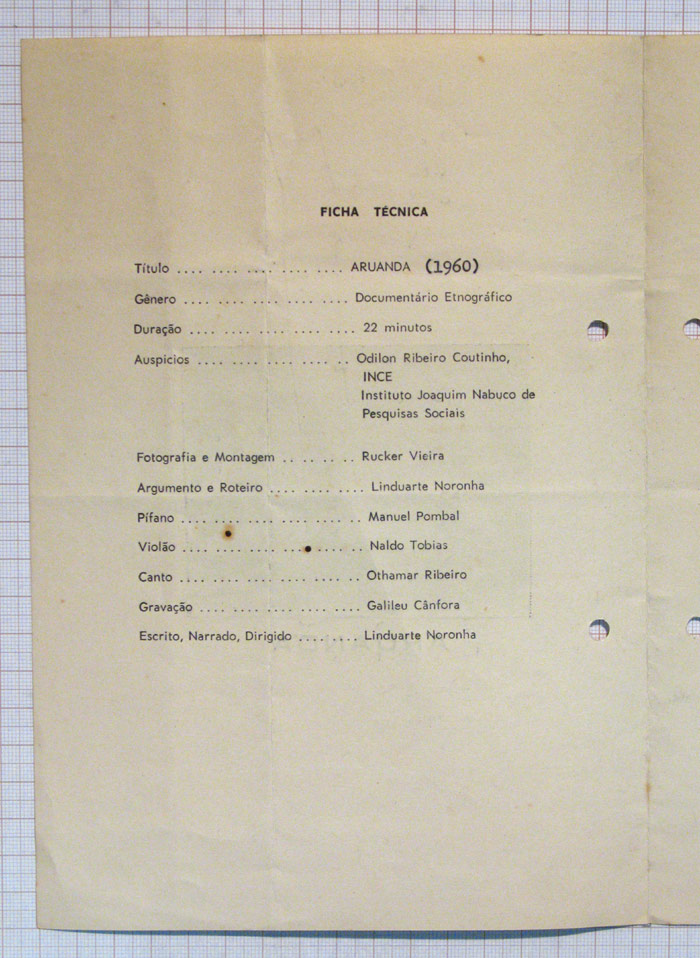 FICHA TÉCNICA
Título .... .... .... .... .... ARUANDA (1960)
Gênero .... .... .... .... .... Documentário Etnográfico
Duração .... .... .... .... .... 22 minutos
Auspicios .... .... .... .... .. Odilon Ribeiro Coutinho,
INCE
Instituto Joaquim Nabuco de
Pesquisas Sociais
Fotografia e Montagem .. .. .. .. Rucker Vieira
Argumento e Roteiro .... .... .... Linduarte Noronha
Pífano .... .... .... .... .... .. Manuel Pombal
Violão .... .... .... .... .... .. Naldo Tobias
Canto .... .... .... .... .... .. Othamar Ribeiro
Gravação .... .... .... .... .... Galileu Cânfora
Escrito, Narrado, Dirigido .... .... Linduarte Noronha